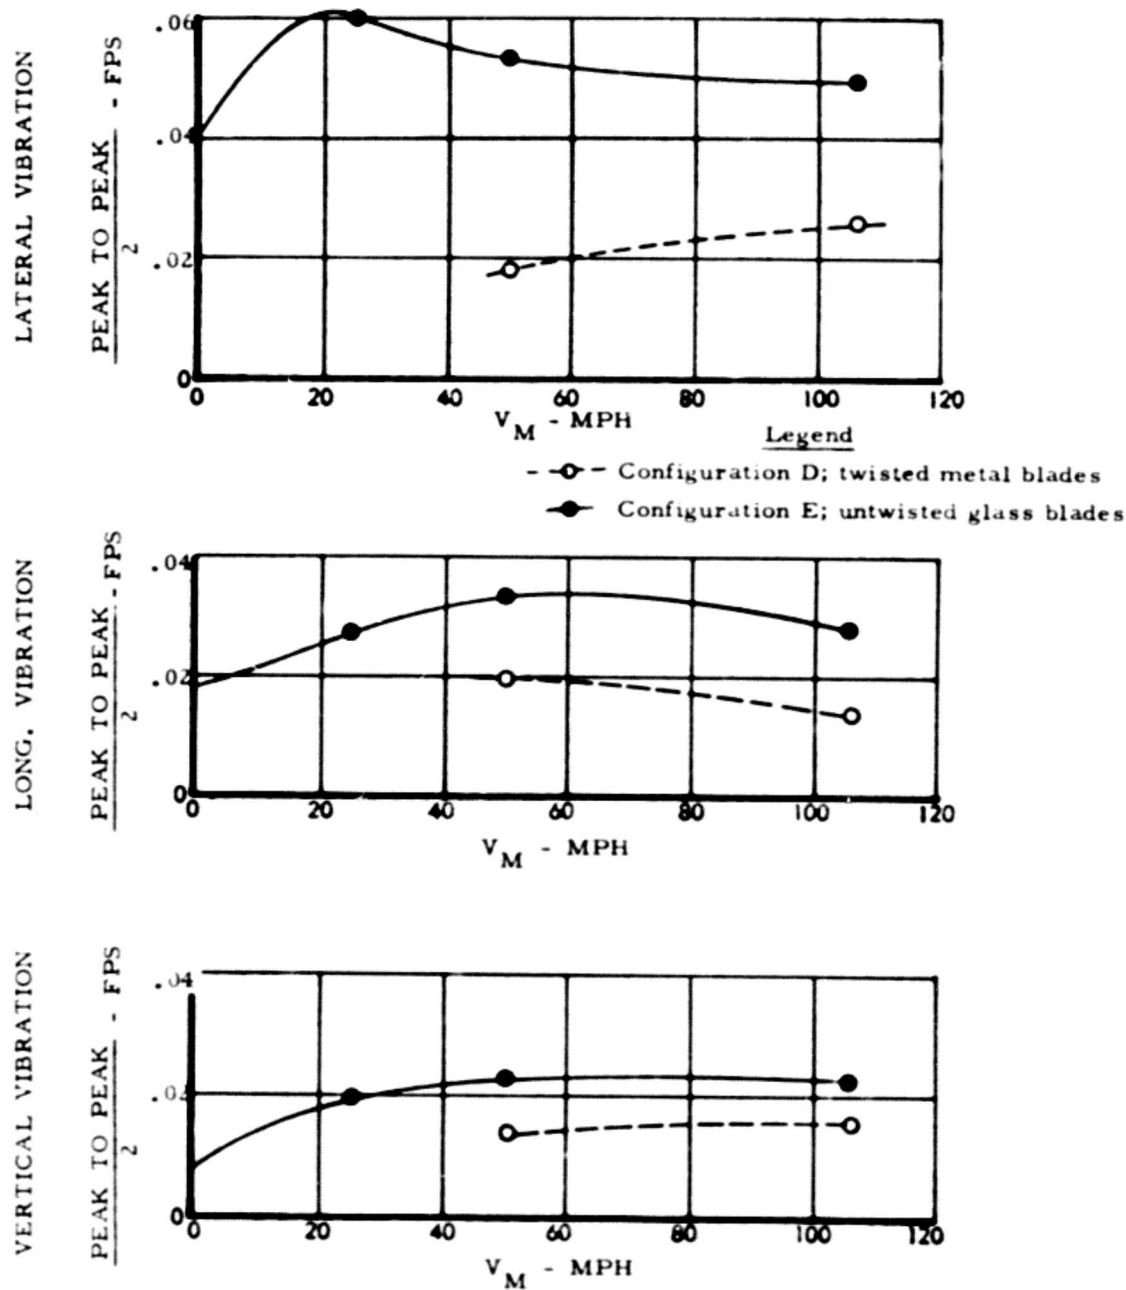 LATERAL VIBRATION
PEAK TO PEAK - FPS
2
.06
.04
.02
0
0 20 40 60 80 100 120
V_M - MPH
Legend
Configuration D; twisted metal blades
Configuration E; untwisted glass blades
LONG. VIBRATION
PEAK TO PEAK - FPS
2
.04
.02
0
0 20 40 60 80 100 120
V_M - MPH
VERTICAL VIBRATION
PEAK TO PEAK - FPS
2
.04
.02
0
0 20 40 60 80 100 120
V_M - MPH